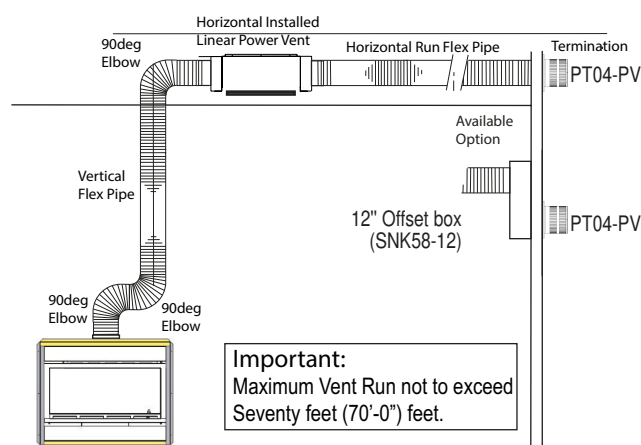 Horizontal Installed
Linear Power Vent
90deg
Elbow
Horizontal Run Flex Pipe
Termination
PT04-PV
Available
Option
Vertical
Flex Pipe
12" Offset box
(SNK58-12)
PT04-PV
90deg
Elbow
90deg
Elbow
Important:
Maximum Vent Run not to exceed
Seventy feet (70'-0") feet.